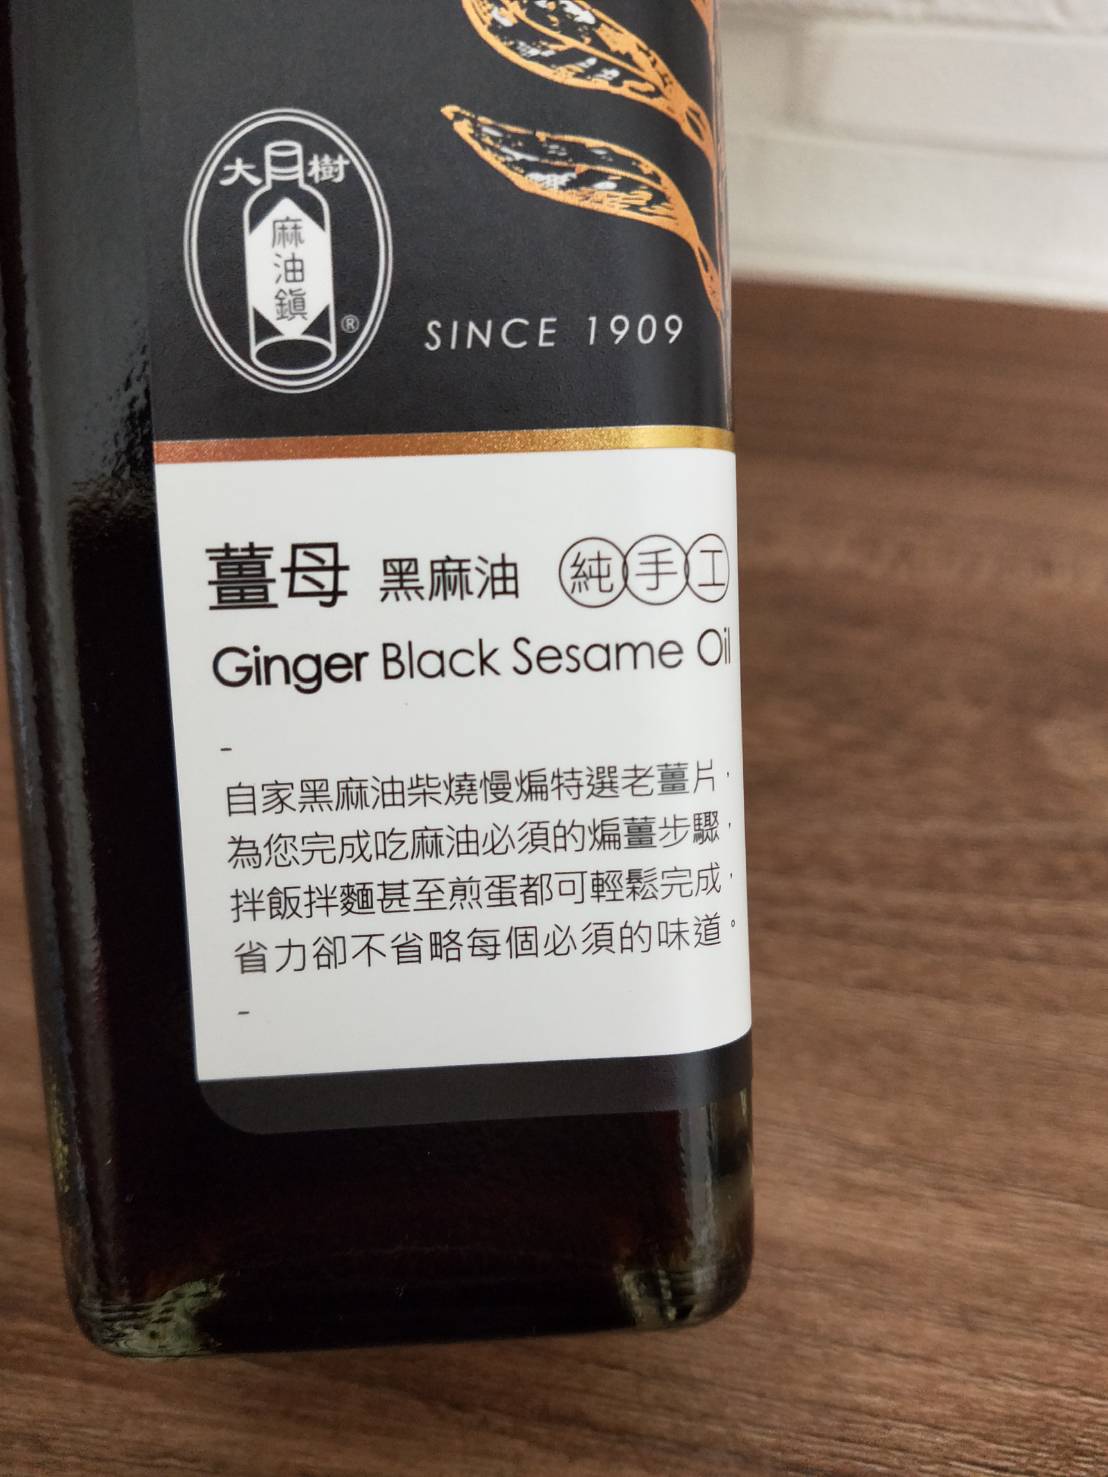 大樹
麻油鎮
®
SINCE 1909
薑母 黑麻油 純手工
Ginger Black Sesame Oil
-
自家黑麻油柴燒慢煸特選老薑片，
為您完成吃麻油必須的煸薑步驟，
拌飯拌麵甚至煎蛋都可輕鬆完成，
省力卻不省略每個必須的味道。
-